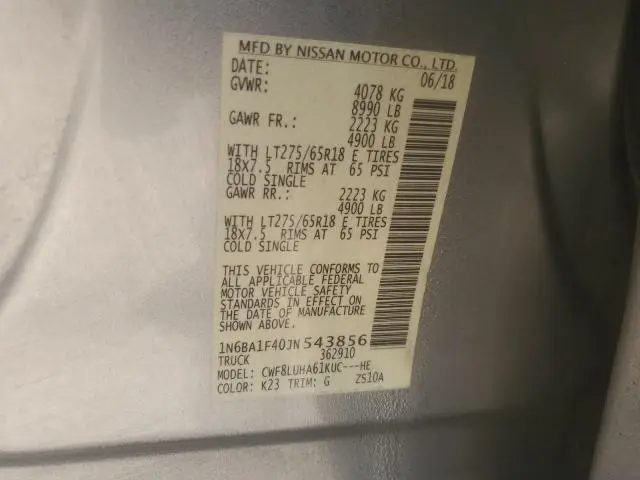 MFD BY NISSAN MOTOR CO., LTD.
DATE: 06/18
GVWR: 4078 KG
8990 LB
GAWR FR.: 2223 KG
4900 LB
WITH LT275/65R18 E TIRES
18X7.5 RIMS AT 65 PSI
COLD SINGLE
GAWR RR.: 2223 KG
4900 LB
WITH LT275/65R18 E TIRES
18X7.5 RIMS AT 65 PSI
COLD SINGLE
THIS VEHICLE CONFORMS TO
ALL APPLICABLE FEDERAL
MOTOR VEHICLE SAFETY
STANDARDS IN EFFECT ON
THE DATE OF MANUFACTURE
SHOWN ABOVE.
1N6BA1F40JN543856
TRUCK 362910
MODEL: CWF8LUHA61KUC---HE
COLOR: K23 TRIM: G ZS10A